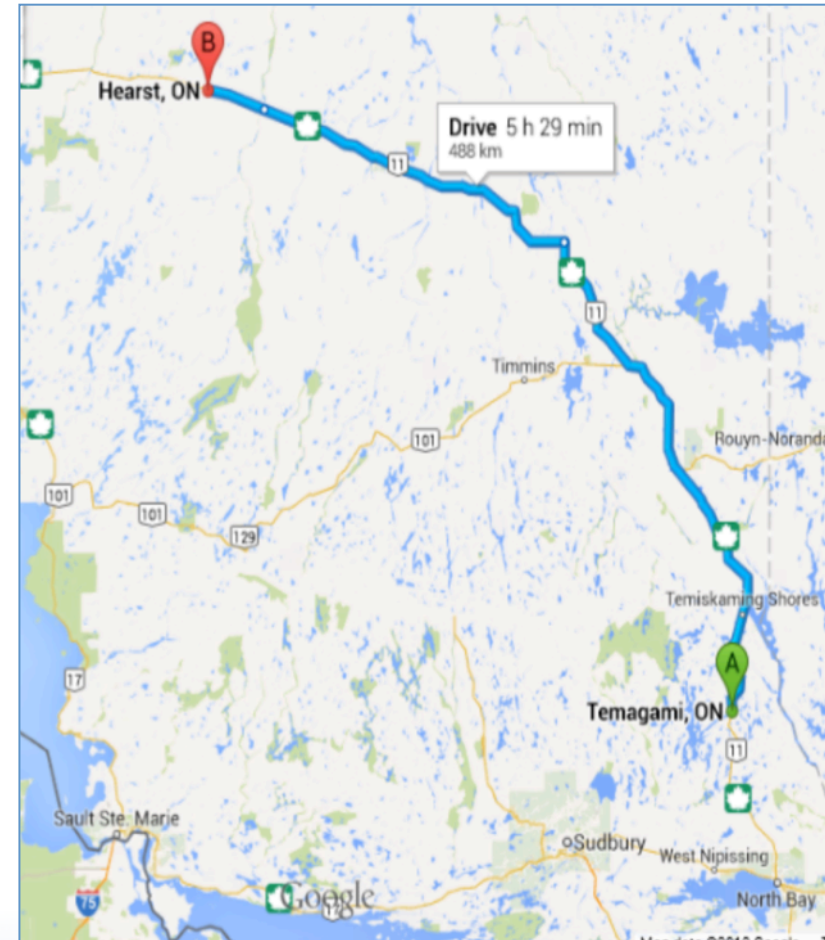 B
Hearst, ON
Drive 5 h 29 min
488 km
11
11
Timmins
101
Rouyn-Noranda
101
101
129
Temiskaming Shores
A
17
Temagami, ON
11
Sault Ste. Marie
Sudbury
West Nipissing
75
Google
17
North Bay